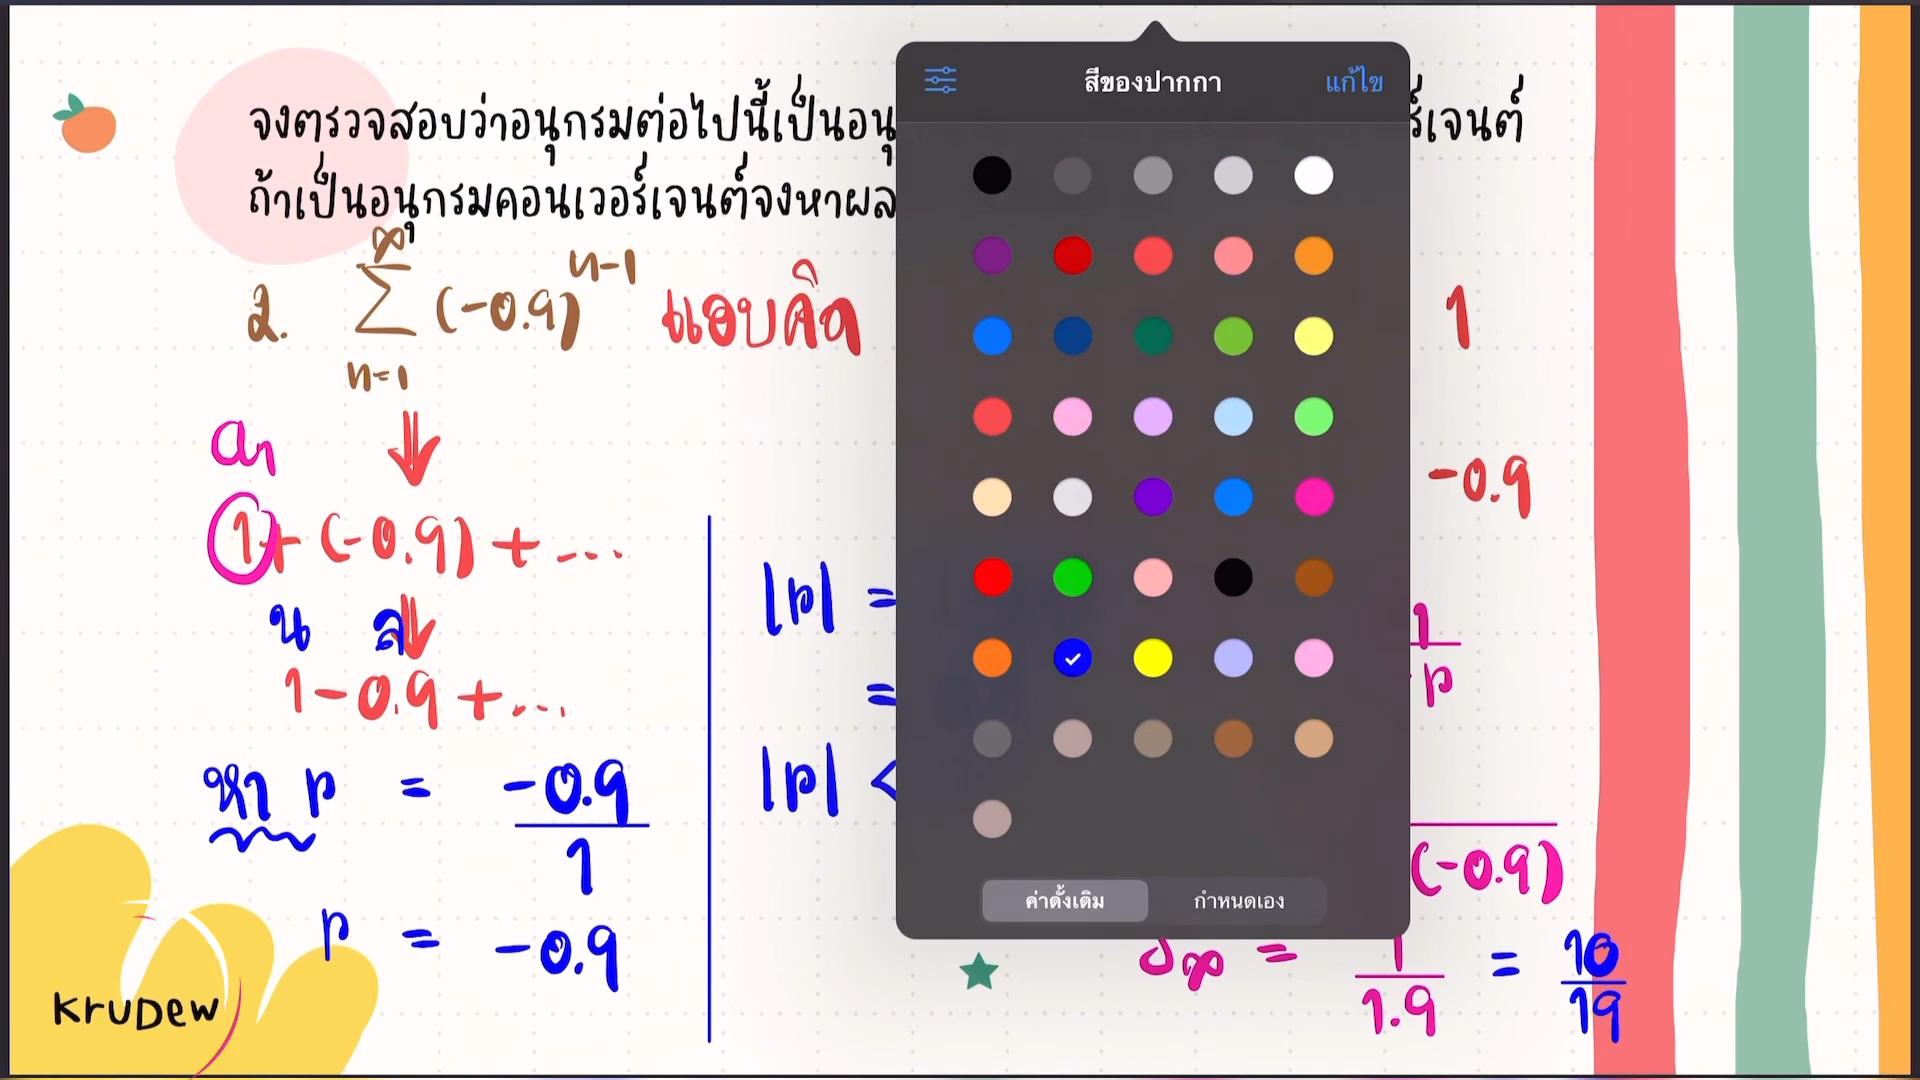 จงตรวจสอบว่าอนุกรมต่อไปนี้เป็นอนุ
ร์เจนต์
ถ้าเป็นอนุกรมคอนเวอร์เจนต์จงหาผล
สีของปากกา
แก้ไข
2. ∞ Σ n=1 (-0.9)^{n-1} แอบคิด
1
a₁
-0.9
1 + (-0.9) + ...
น ล
1 - 0.9 + ...
หา r = -0.9/1
r = -0.9
|r| =
=
|r| <
1
r
(-0.9)
S∞ = 1/1.9 = 10/19
ค่าดั้งเดิม
กำหนดเอง
KruDew